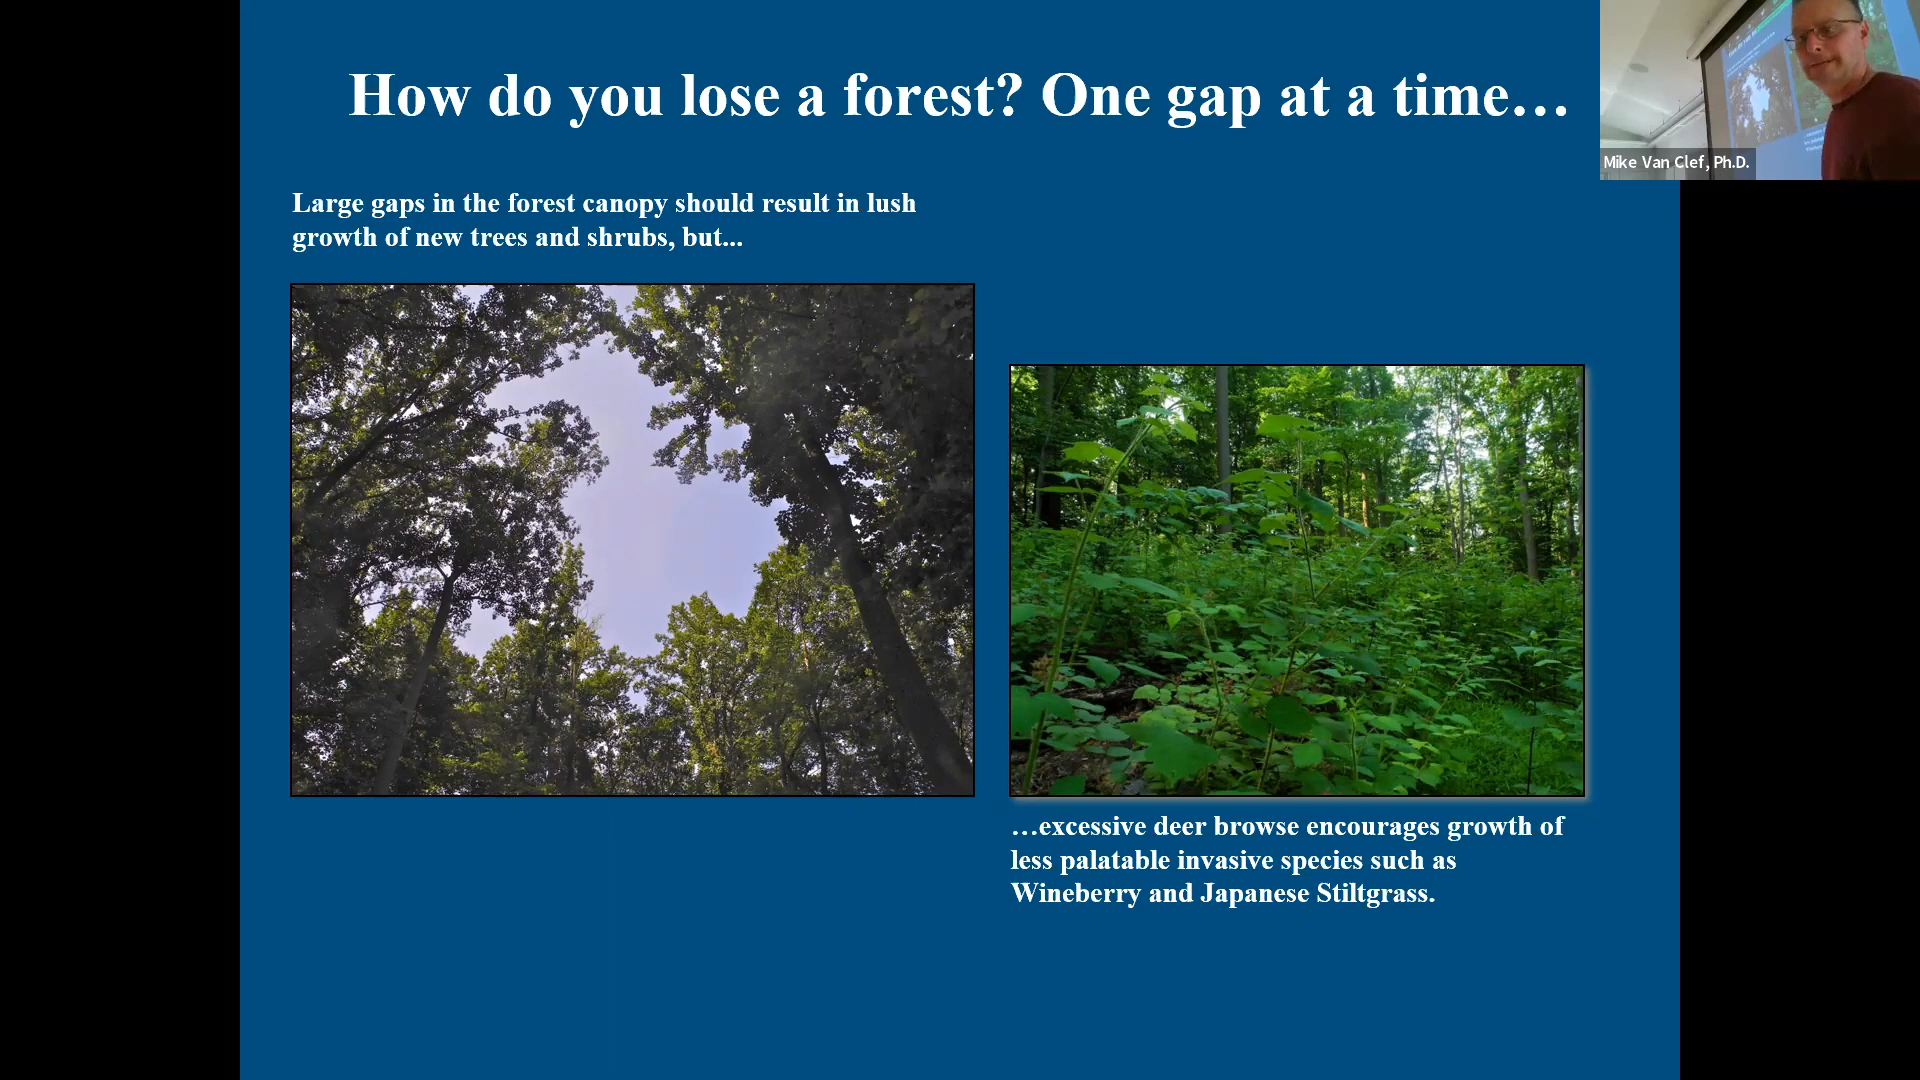 How do you lose a forest? One gap at a time…
Mike Van Clef, Ph.D.
Large gaps in the forest canopy should result in lush
growth of new trees and shrubs, but...
…excessive deer browse encourages growth of
less palatable invasive species such as
Wineberry and Japanese Stiltgrass.